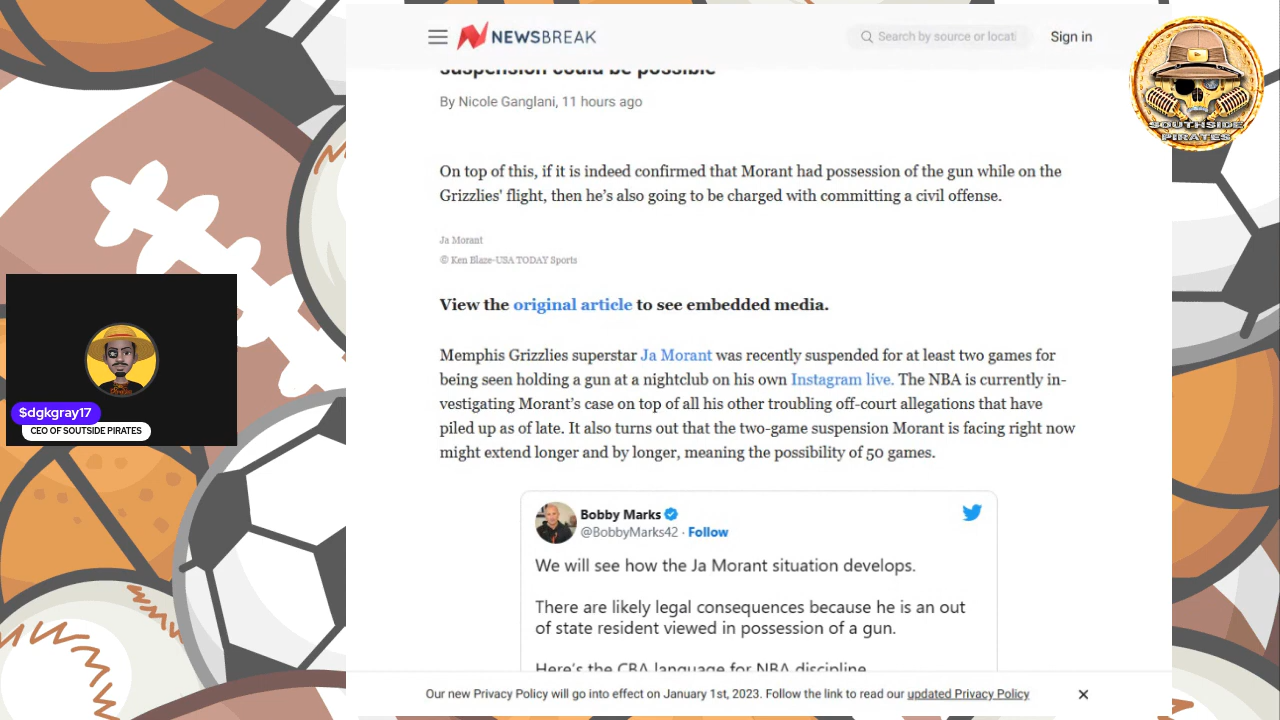 NEWSBREAK
Search by source or locati
Sign in
suspension could be possible
By Nicole Ganglani, 11 hours ago
SOUTHSIDE
PIRATES
On top of this, if it is indeed confirmed that Morant had possession of the gun while on the
Grizzlies' flight, then he’s also going to be charged with committing a civil offense.
Ja Morant
© Ken Blaze-USA TODAY Sports
View the original article to see embedded media.
Memphis Grizzlies superstar Ja Morant was recently suspended for at least two games for
being seen holding a gun at a nightclub on his own Instagram live. The NBA is currently in-
vestigating Morant’s case on top of all his other troubling off-court allegations that have
piled up as of late. It also turns out that the two-game suspension Morant is facing right now
might extend longer and by longer, meaning the possibility of 50 games.
$dgkgray17
CEO OF SOUTSIDE PIRATES
Bobby Marks
@BobbyMarks42 · Follow
We will see how the Ja Morant situation develops.
There are likely legal consequences because he is an out
of state resident viewed in possession of a gun.
Here's the CBA language for NBA discipline
Our new Privacy Policy will go into effect on January 1st, 2023. Follow the link to read our updated Privacy Policy